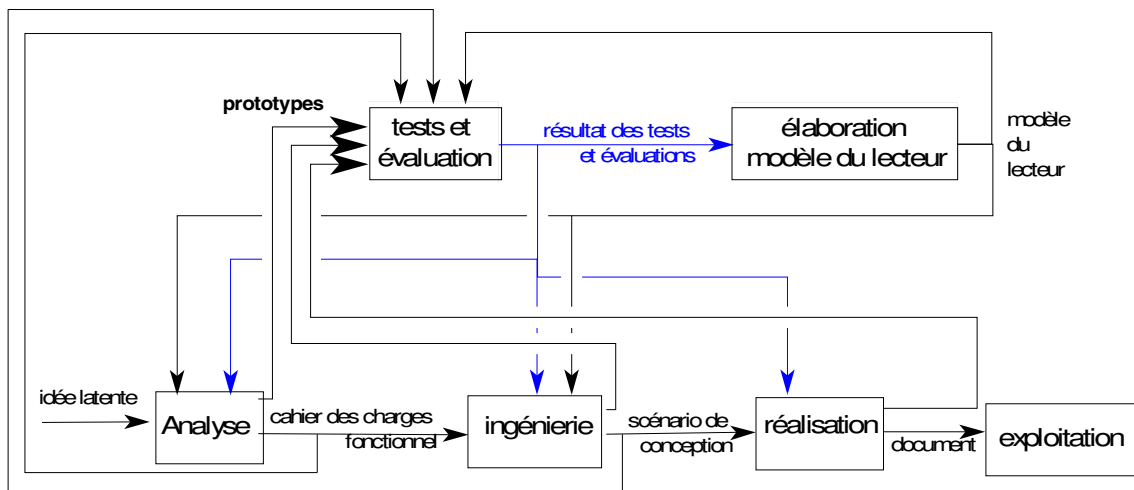 prototypes
tests et
évaluation
résultat des tests
et évaluations
élaboration
modèle du lecteur
modèle
du
lecteur
idée latente
Analyse
cahier des charges
fonctionnel
ingénierie
scénario de
conception
réalisation
document
exploitation